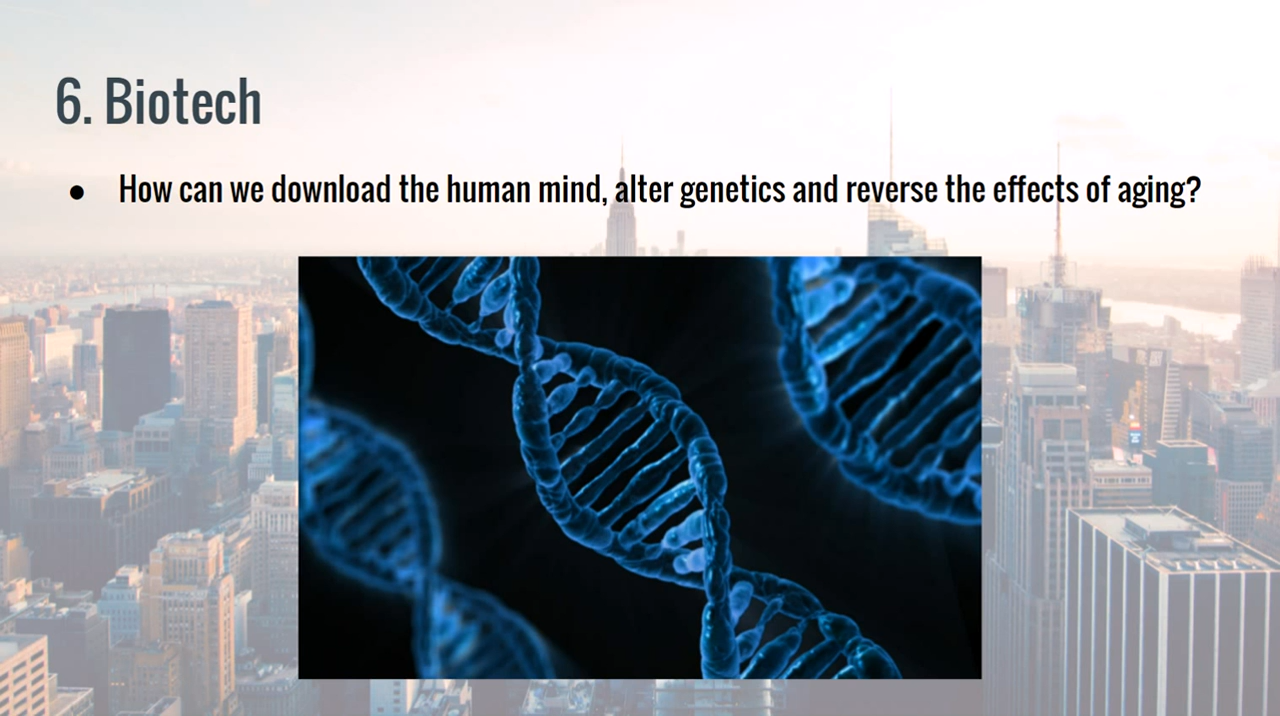 6. Biotech
● How can we download the human mind, alter genetics and reverse the effects of aging?